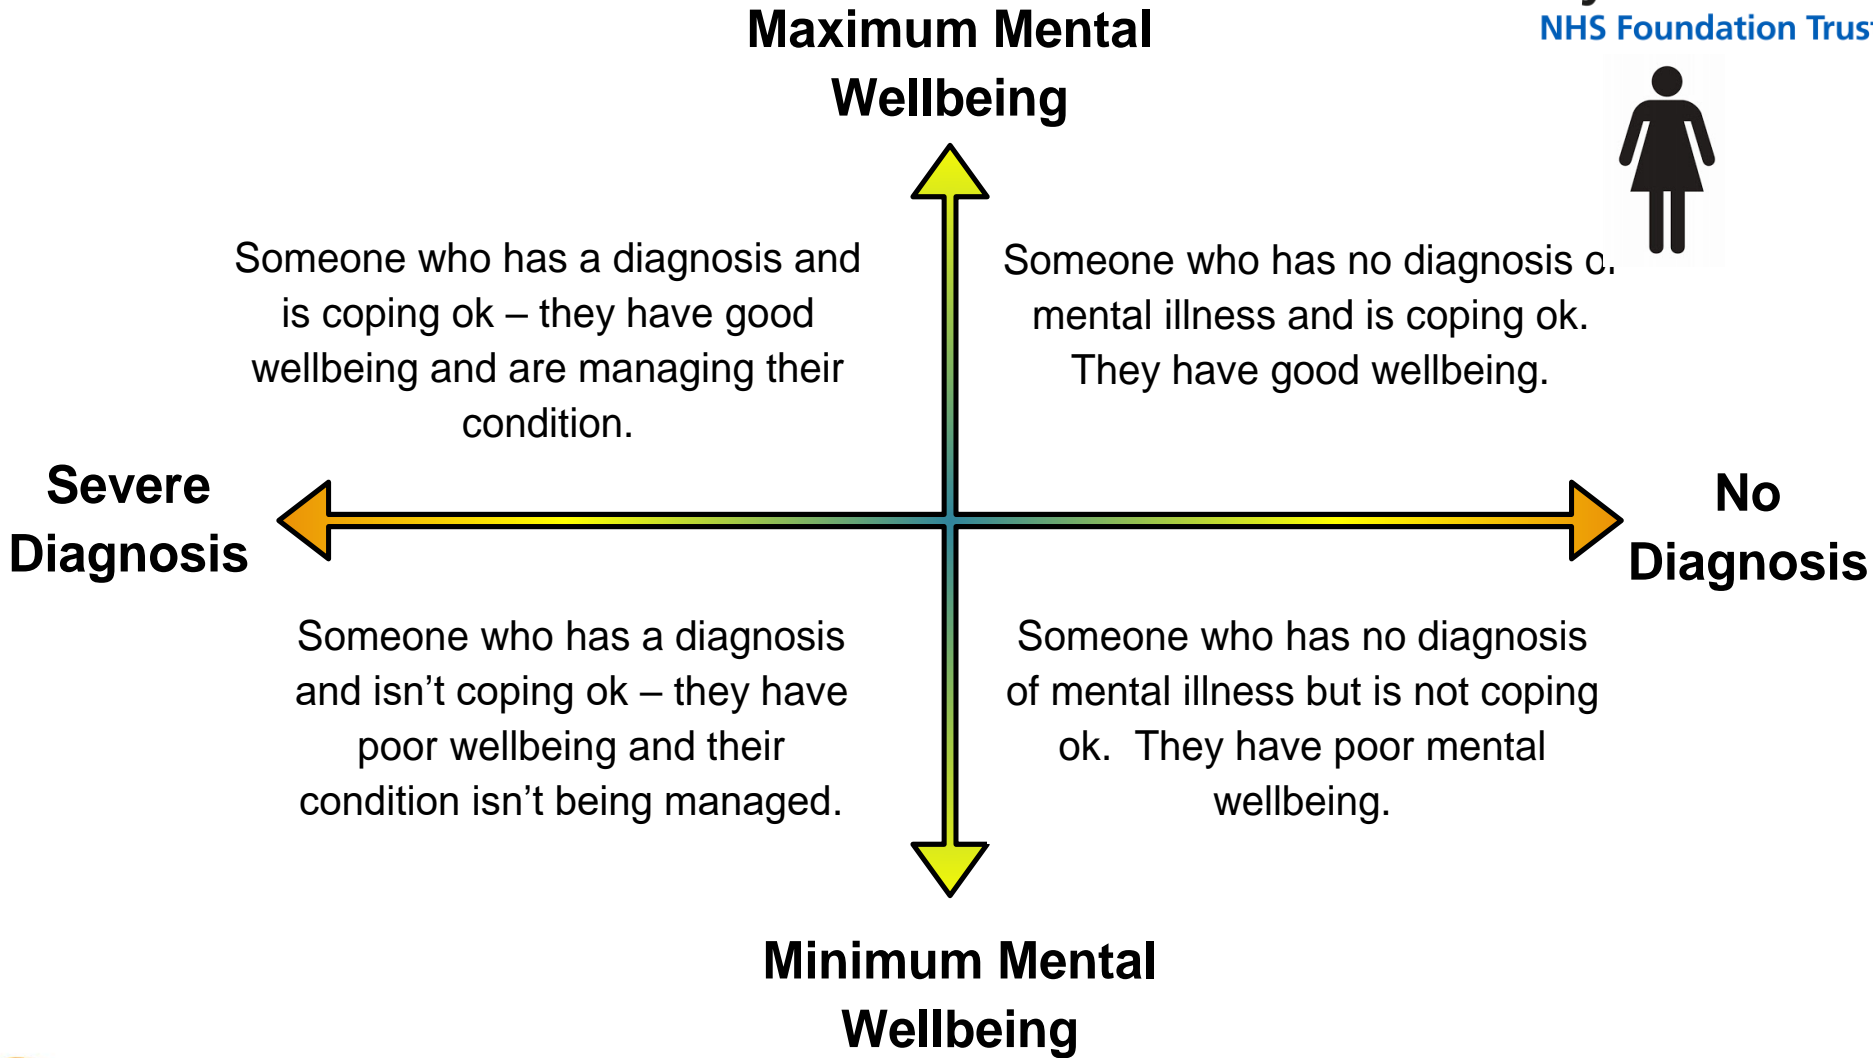 Maximum Mental
Wellbeing
NHS Foundation Trus
Someone who has a diagnosis and
is coping ok – they have good
wellbeing and are managing their
condition.
Someone who has no diagnosis of
mental illness and is coping ok.
They have good wellbeing.
Severe
Diagnosis
No
Diagnosis
Someone who has a diagnosis
and isn’t coping ok – they have
poor wellbeing and their
condition isn’t being managed.
Someone who has no diagnosis
of mental illness but is not coping
ok.  They have poor mental
wellbeing.
Minimum Mental
Wellbeing